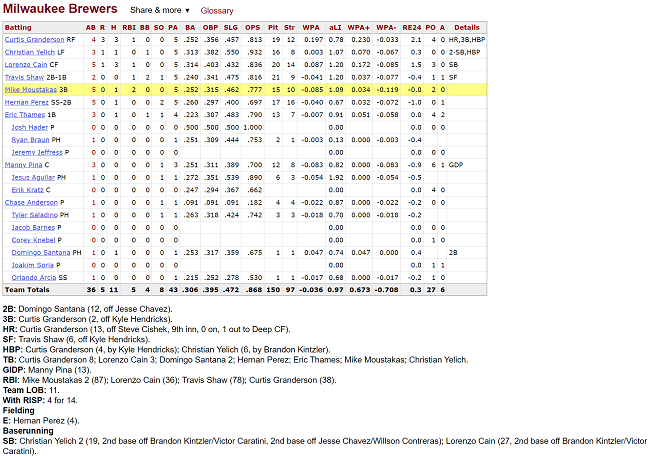 Milwaukee Brewers Share & more ▼ Glossary
Batting AB R H RBI BB SO PA BA OBP SLG OPS Pit Str WPA aLI WPA+ WPA- RE24 PO A Details
Curtis Granderson RF 4 3 3 1 0 0 5 .252 .356 .457 .813 19 12 0.197 0.78 0.230 -0.033 2.1 4 0 HR,3B,HBP
Christian Yelich LF 3 1 1 0 1 0 5 .313 .382 .550 .932 16 8 0.003 1.07 0.070 -0.067 0.3 0 0 2·SB,HBP
Lorenzo Cain CF 5 1 3 1 0 0 5 .314 .403 .432 .836 20 14 0.087 1.20 0.172 -0.085 1.5 3 0 SB
Travis Shaw 2B-1B 2 0 0 1 2 1 5 .240 .341 .475 .816 21 9 -0.041 1.20 0.037 -0.077 -0.4 1 1 SF
Mike Moustakas 3B 5 0 1 2 0 0 5 .252 .315 .462 .777 15 10 -0.085 1.09 0.034 -0.119 -0.0 2 0
Hernan Perez SS-2B 5 0 1 0 0 2 5 .260 .297 .400 .697 17 16 -0.040 0.67 0.032 -0.072 -1.0 0 1
Eric Thames 1B 3 0 1 0 1 1 4 .223 .307 .483 .790 13 7 -0.007 0.91 0.051 -0.058 0.0 4 2
Josh Hader P 0 0 0 0 0 0 0 .500 .500 .500 1.000 0.00 0 0
Ryan Braun PH 1 0 0 0 0 0 1 .251 .309 .444 .753 2 1 -0.003 0.13 0.000 -0.003 -0.4
Jeremy Jeffress P 0 0 0 0 0 0 0 .000 .000 .000 .000 0.00 0 0
Manny Pina C 3 0 0 0 0 1 3 .251 .311 .389 .700 12 8 -0.083 0.82 0.000 -0.083 -0.9 6 1 GDP
Jesus Aguilar PH 1 0 0 0 0 1 1 .272 .351 .539 .890 6 3 -0.054 1.92 0.000 -0.054 -0.5
Erik Kratz C 0 0 0 0 0 0 0 .247 .294 .367 .662 0.00 4 0
Chase Anderson P 1 0 0 0 0 1 1 .091 .091 .091 .182 4 4 -0.022 0.87 0.000 -0.022 -0.2 0 0
Tyler Saladino PH 1 0 0 0 0 0 1 .263 .318 .424 .742 3 3 -0.018 0.74 0.000 -0.018 -0.2
Jacob Barnes P 0 0 0 0 0 0 0 0.00 0 0
Corey Knebel P 0 0 0 0 0 0 0 0.00 1 0
Domingo Santana PH 1 0 1 0 0 0 1 .253 .317 .359 .675 1 1 0.047 0.74 0.047 0.000 0.4 2B
Joakim Soria P 0 0 0 0 0 0 0 0.00 1 1
Orlando Arcia SS 1 0 0 0 0 0 1 .215 .252 .278 .530 1 1 -0.017 0.68 0.000 -0.017 -0.2 1 0
Team Totals 36 5 11 5 4 8 43 .306 .395 .472 .868 150 97 -0.036 0.97 0.673 -0.708 0.3 27 6
2B: Domingo Santana (12, off Jesse Chavez).
3B: Curtis Granderson (2, off Kyle Hendricks).
HR: Curtis Granderson (13, off Steve Cishek, 9th inn, 0 on, 1 out to Deep CF).
SF: Travis Shaw (6, off Kyle Hendricks).
HBP: Curtis Granderson (4, by Kyle Hendricks); Christian Yelich (6, by Brandon Kintzler).
TB: Curtis Granderson 8; Lorenzo Cain 3; Domingo Santana 2; Hernan Perez; Eric Thames; Mike Moustakas; Christian Yelich.
GIDP: Manny Pina (13).
RBI: Mike Moustakas 2 (87); Lorenzo Cain (36); Travis Shaw (78); Curtis Granderson (38).
Team LOB: 11.
With RISP: 4 for 14.
Fielding
E: Hernan Perez (4).
Baserunning
SB: Christian Yelich 2 (19, 2nd base off Brandon Kintzler/Victor Caratini, 2nd base off Jesse Chavez/Willson Contreras); Lorenzo Cain (27, 2nd base off Brandon Kintzler/Victor
Caratini).